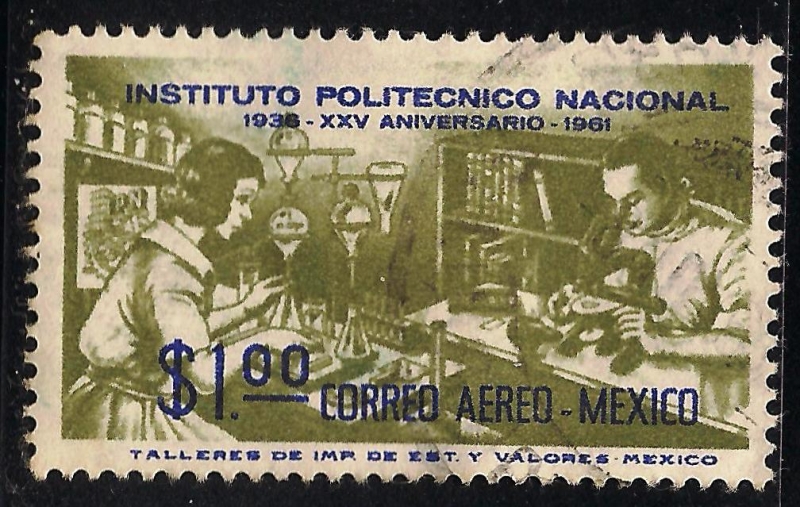 INSTITUTO POLITECNICO NACIONAL
1936 - XXV ANIVERSARIO - 1961
$1.00 CORREO AEREO - MEXICO
TALLERES DE IMP. DE EST. Y VALORES - MEXICO